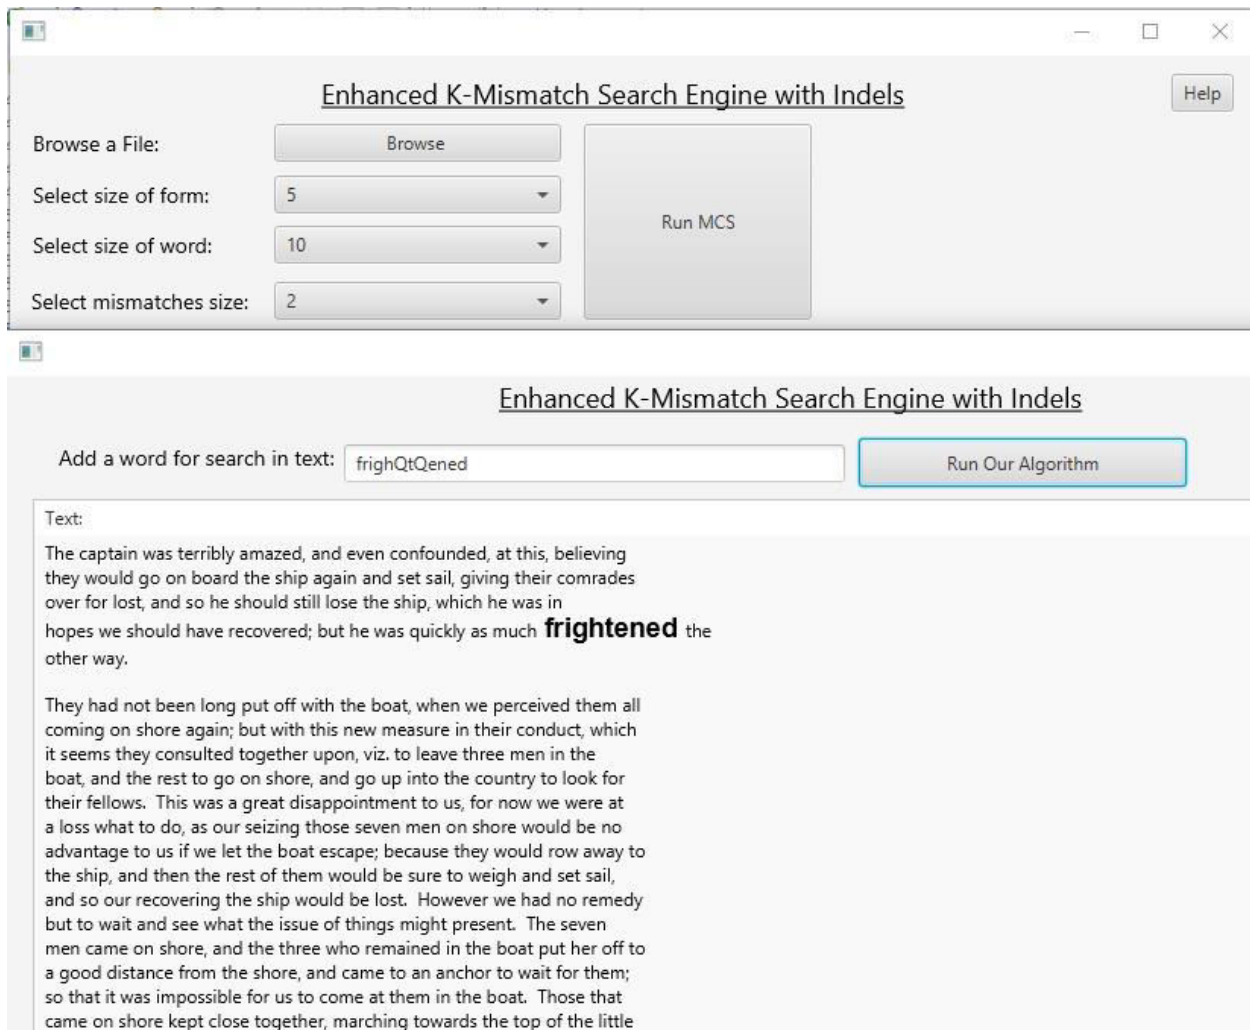 Enhanced K-Mismatch Search Engine with Indels
Help
Browse a File:
Browse
Select size of form:
5
Run MCS
Select size of word:
10
Select mismatches size:
2
Enhanced K-Mismatch Search Engine with Indels
Add a word for search in text:
frighQtQened
Run Our Algorithm
Text:
The captain was terribly amazed, and even confounded, at this, believing
they would go on board the ship again and set sail, giving their comrades
over for lost, and so he should still lose the ship, which he was in
hopes we should have recovered; but he was quickly as much frightened the
other way.
They had not been long put off with the boat, when we perceived them all
coming on shore again; but with this new measure in their conduct, which
it seems they consulted together upon, viz. to leave three men in the
boat, and the rest to go on shore, and go up into the country to look for
their fellows.  This was a great disappointment to us, for now we were at
a loss what to do, as our seizing those seven men on shore would be no
advantage to us if we let the boat escape; because they would row away to
the ship, and then the rest of them would be sure to weigh and set sail,
and so our recovering the ship would be lost.  However we had no remedy
but to wait and see what the issue of things might present.  The seven
men came on shore, and the three who remained in the boat put her off to
a good distance from the shore, and came to an anchor to wait for them;
so that it was impossible for us to come at them in the boat.  Those that
came on shore kept close together, marching towards the top of the little